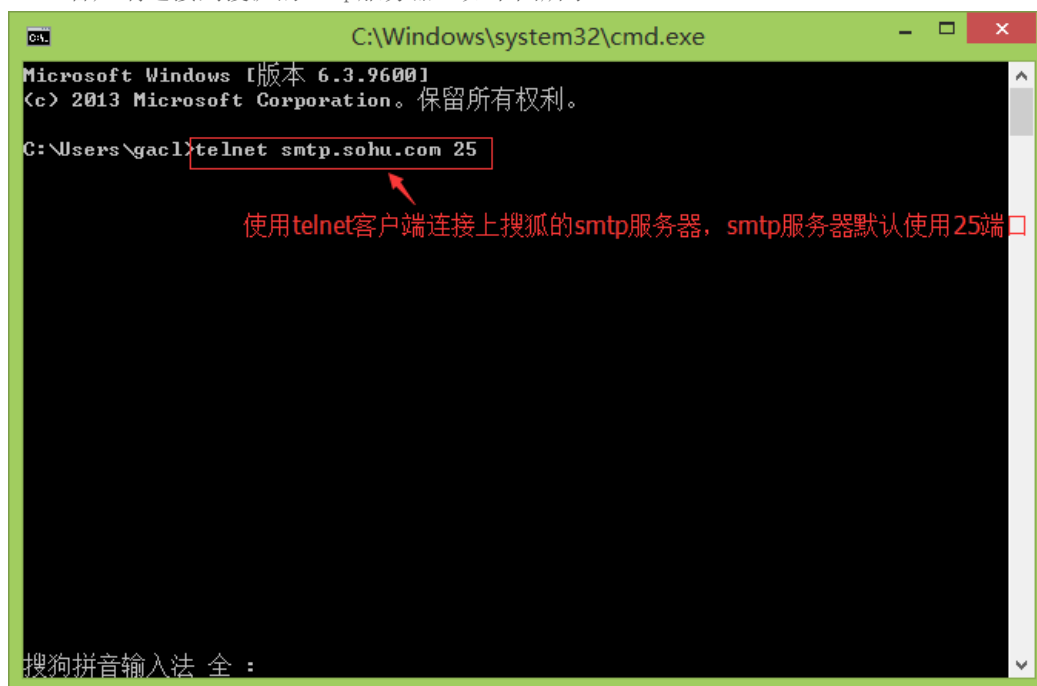 C:\Windows\system32\cmd.exe
Microsoft Windows [版本 6.3.9600]
(c) 2013 Microsoft Corporation。保留所有权利。
C:\Users\gacl>telnet smtp.sohu.com 25
使用telnet客户端连接上搜狐的smtp服务器，smtp服务器默认使用25端口
搜狗拼音输入法 全 :